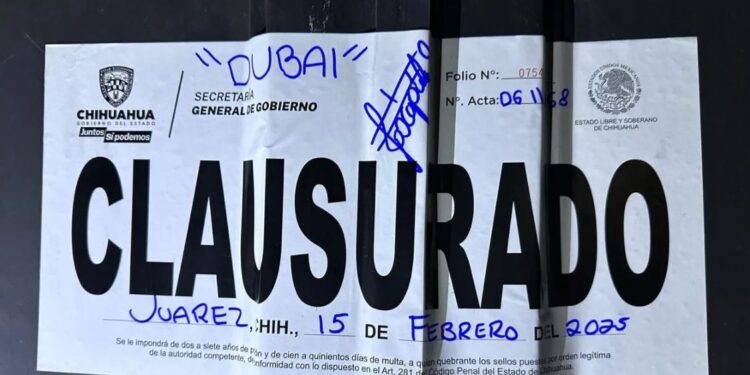 "DUBAI"
CHIHUAHUA
GOBIERNO DEL ESTADO
Juntos Sí podemos
SECRETARÍA
GENERAL DE GOBIERNO
Folio Nº: 0754
Nº. Acta: DG 1168
ESTADO LIBRE Y SOBERANO
DE CHIHUAHUA
CLAUSURADO
JUAREZ, CHIH., 15 DE FEBRERO DEL 2025
Se le impondrá de dos a siete años de prisión y de cien a quinientos días de multa, a quien quebrante los sellos puestos por orden legítima
de la autoridad competente, de conformidad con lo dispuesto en el Art. 281 del Código Penal del Estado de Chihuahua.